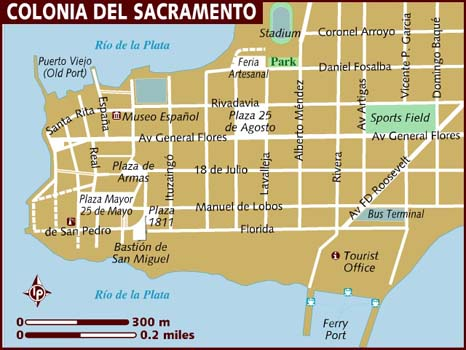 COLONIA DEL SACRAMENTO
Río de la Plata
Stadium
Coronel Arroyo
Vicente P. García
Domingo Baqué
Puerto Viejo
(Old Port)
Feria
Artesanal
Park
Daniel Fosalba
Santa Rita
España
Museo Español
Rivadavia
Plaza 25
de Agosto
Alberto Méndez
Av Artigas
Sports Field
Av General Flores
Av General Flores
Real
Plaza de
Armas
Ituzaingo
18 de Julio
Lavalleja
Rivera
Av FD Roosevelt
Plaza Mayor
25 de Mayo
Plaza
1811
Manuel de Lobos
Bus Terminal
de San Pedro
Florida
Bastión de
San Miguel
Tourist
Office
Río de la Plata
LP
0
300 m
0
0.2 miles
Ferry
Port